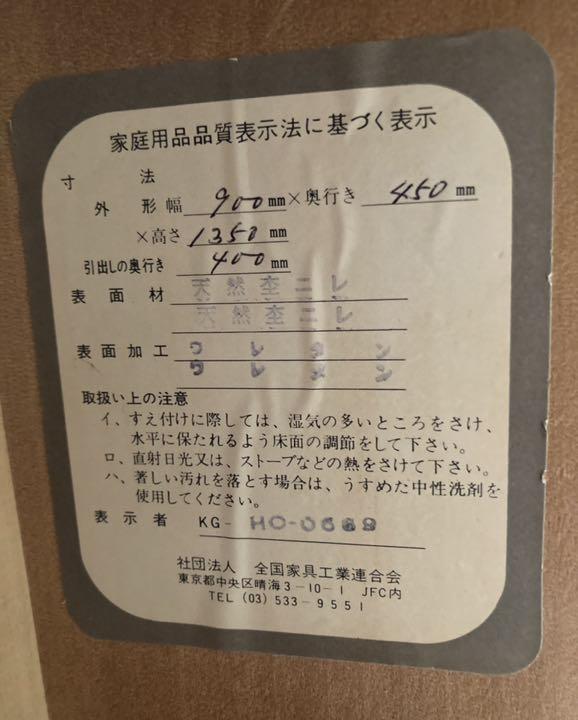 家庭用品品質表示法に基づく表示
寸法
外形幅 900mm×奥行き 450mm
×高さ 1350mm
引出しの奥行き 400mm
表面材 天然杢ニレ
天然杢ニレ
表面加工 ウレタン
ウレタン
取扱い上の注意
イ、すえ付けに際しては、湿気の多いところをさけ、
水平に保たれるよう床面の調節をして下さい。
ロ、直射日光又は、ストーブなどの熱をさけて下さい。
ハ、著しい汚れを落とす場合は、うすめた中性洗剤を
使用してください。
表示者 KG-HO-0669
社団法人 全国家具工業連合会
東京都中央区晴海3-10-1 JFC内
TEL (03) 533-9551